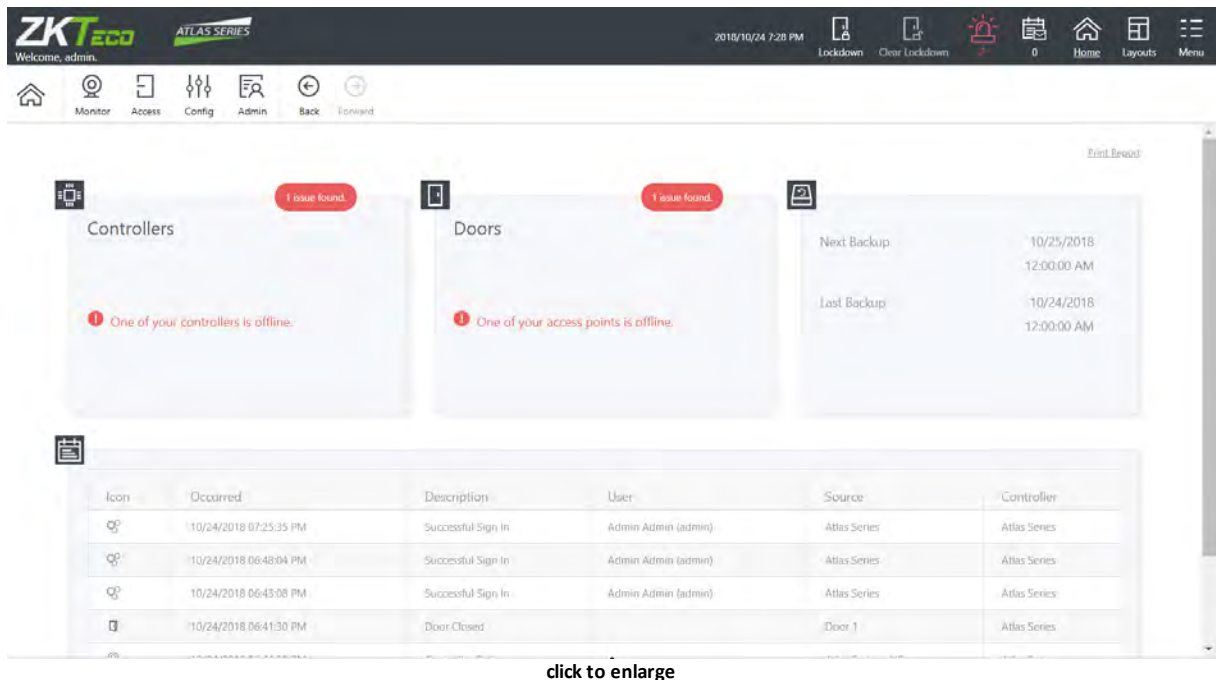 ZKTECO
ATLAS SERIES
Welcome, admin.
2018/10/24 7:28 PM
Lockdown
Clear Lockdown
0
Home
Layouts
Menu
Monitor
Access
Config
Admin
Back
Forward
Print Report
1 issue found.
Controllers
One of your controllers is offline.
1 issue found.
Doors
One of your access points is offline.
Next Backup 10/25/2018
12:00:00 AM
Last Backup 10/24/2018
12:00:00 AM
Icon Occurred Description User Source Controller
10/24/2018 07:25:35 PM Successful Sign In Admin Admin (admin) Atlas Series Atlas Series
10/24/2018 06:48:04 PM Successful Sign In Admin Admin (admin) Atlas Series Atlas Series
10/24/2018 06:43:08 PM Successful Sign In Admin Admin (admin) Atlas Series Atlas Series
10/24/2018 06:41:30 PM Door Closed Door 1 Atlas Series
click to enlarge